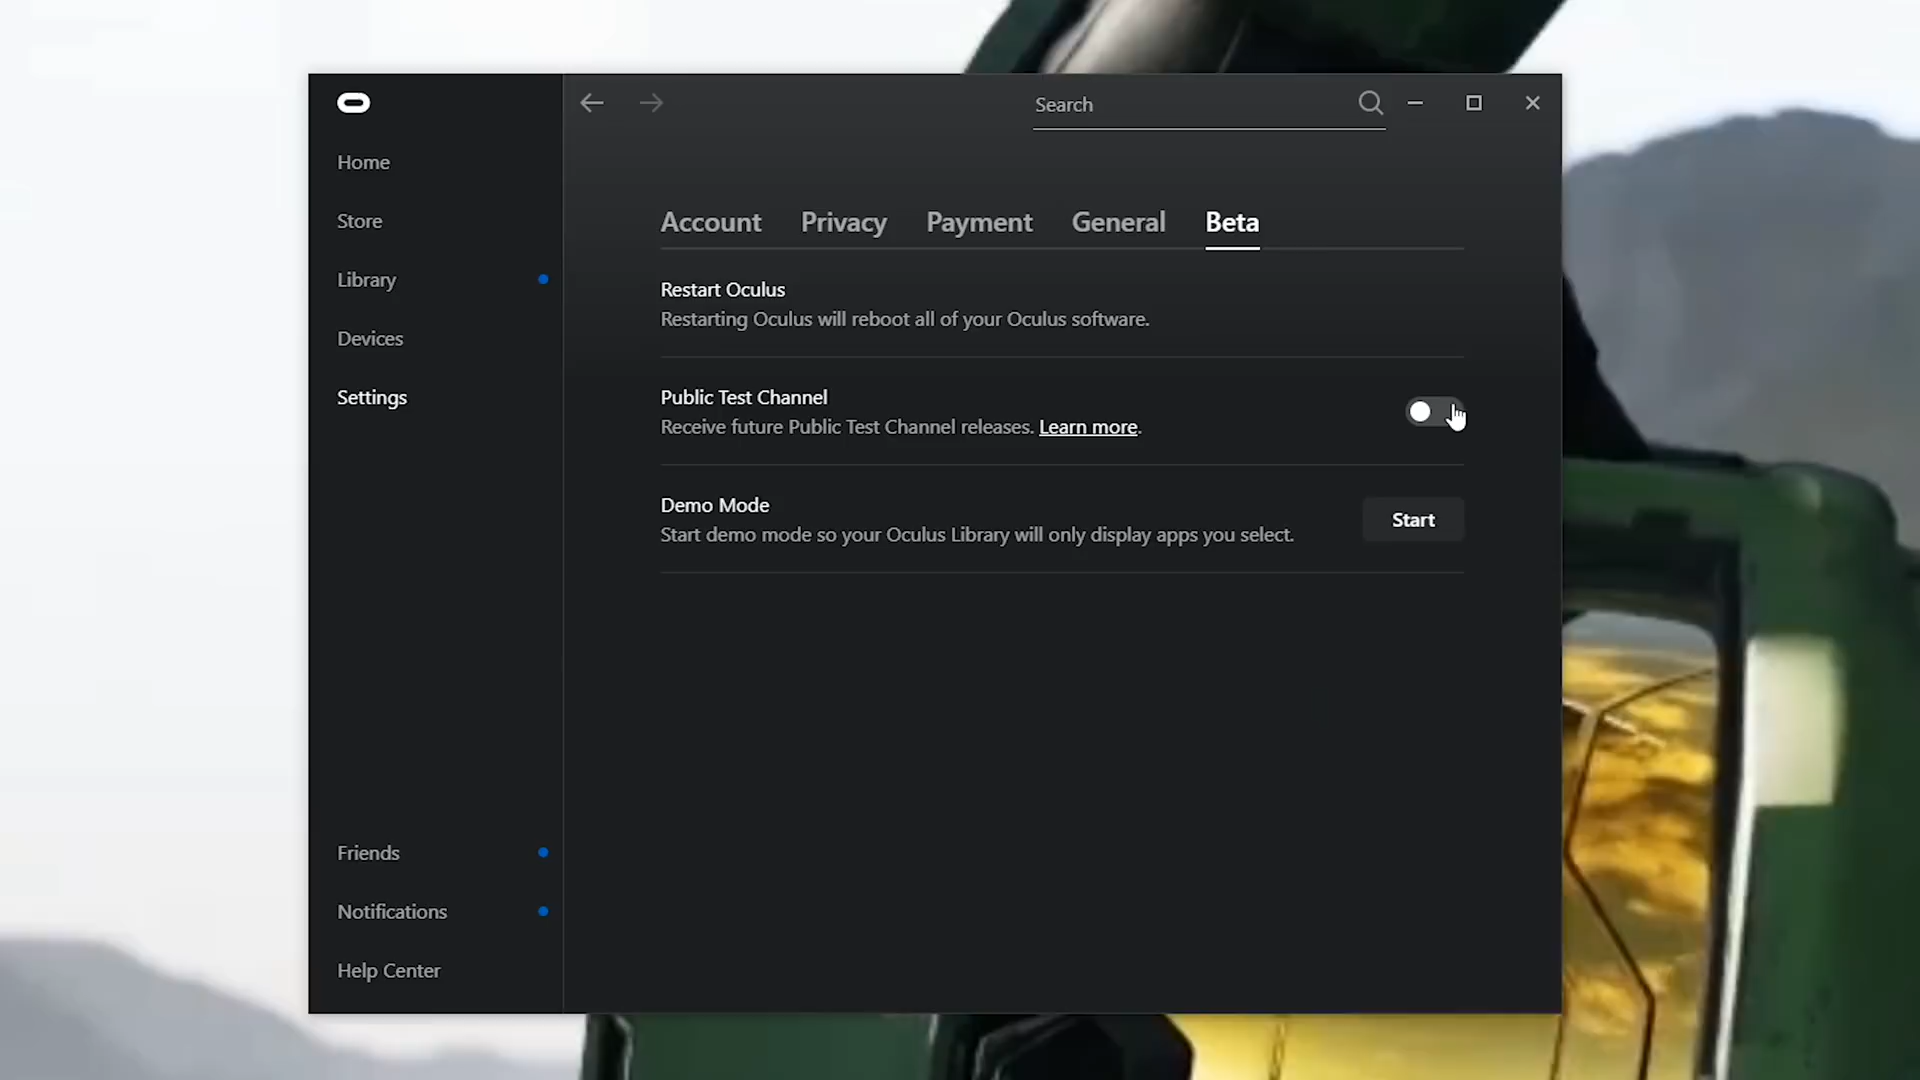 Search
Home
Store
Library
Devices
Settings
Friends
Notifications
Help Center
Account Privacy Payment General Beta
Restart Oculus
Restarting Oculus will reboot all of your Oculus software.
Public Test Channel
Receive future Public Test Channel releases. Learn more.
Demo Mode
Start demo mode so your Oculus Library will only display apps you select.
Start